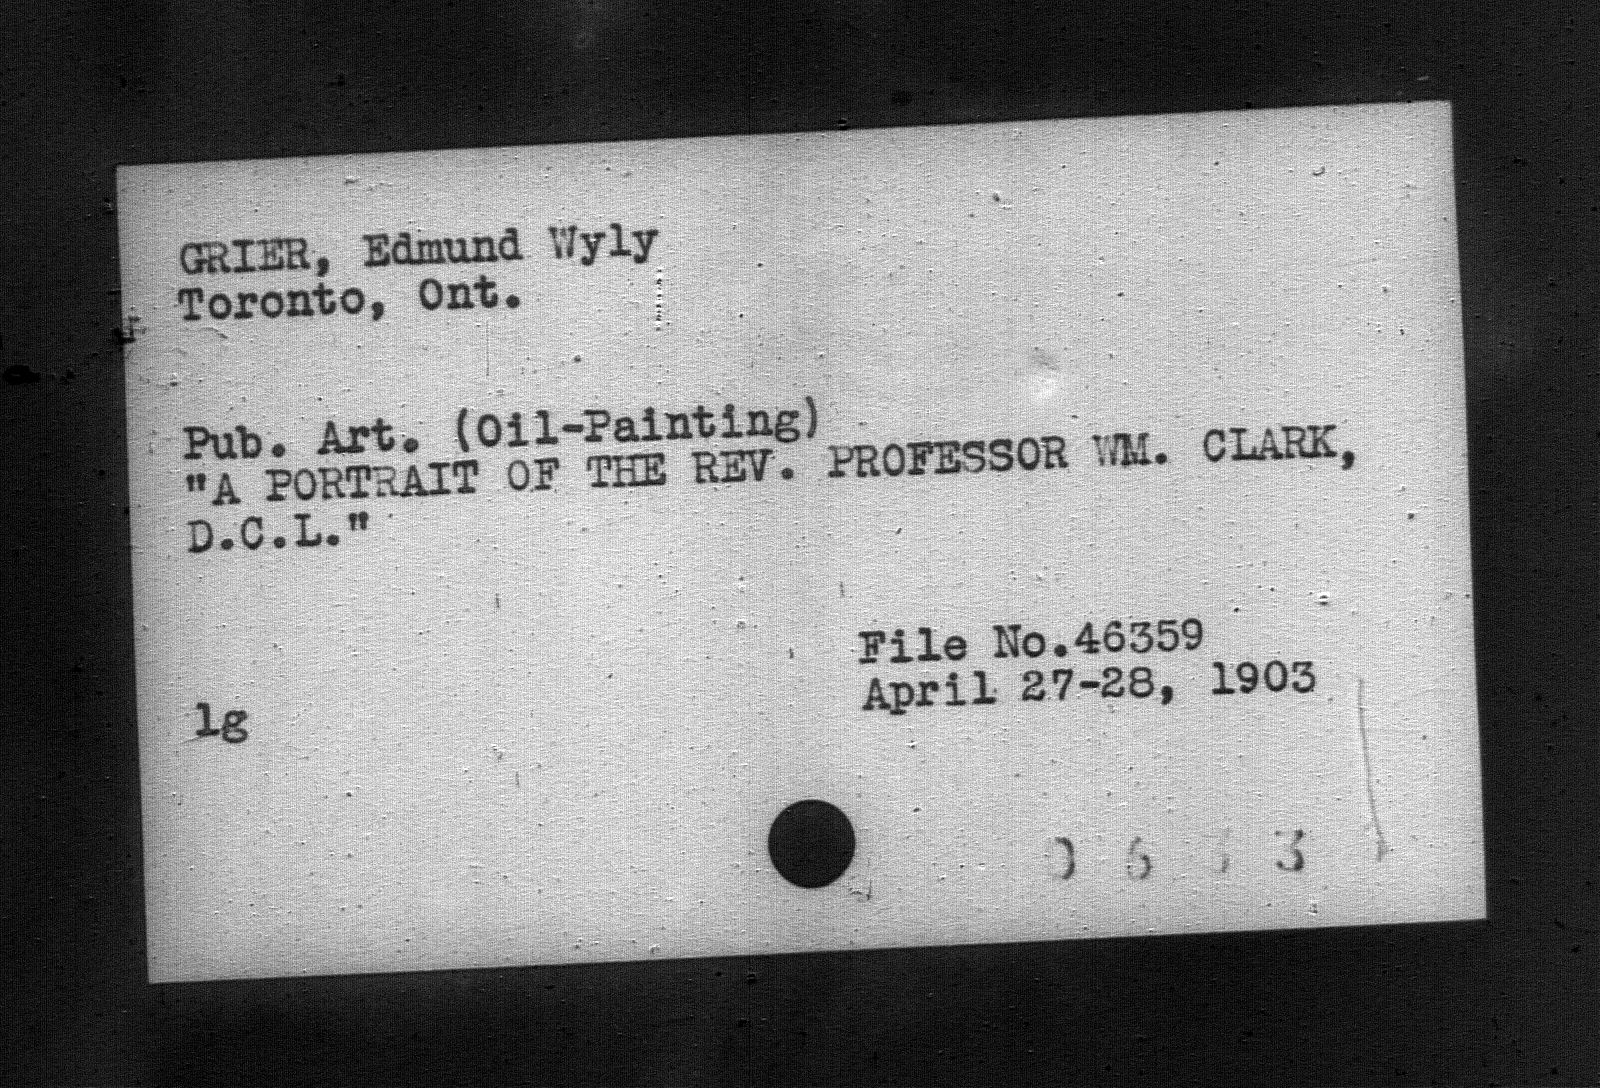 GRIER, Edmund Wyly
Toronto, Ont.
Pub. Art. (Oil-Painting)
"A PORTRAIT OF THE REV. PROFESSOR WM. CLARK,
D.C.L."
File No.46359
April 27-28, 1903
lg